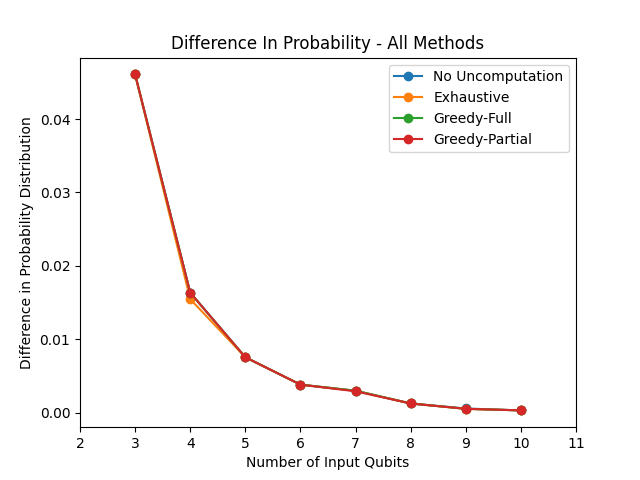 Difference In Probability - All Methods
No Uncomputation
Exhaustive
Greedy-Full
Greedy-Partial
Difference in Probability Distribution
0.04
0.03
0.02
0.01
0.00
2 3 4 5 6 7 8 9 10 11
Number of Input Qubits